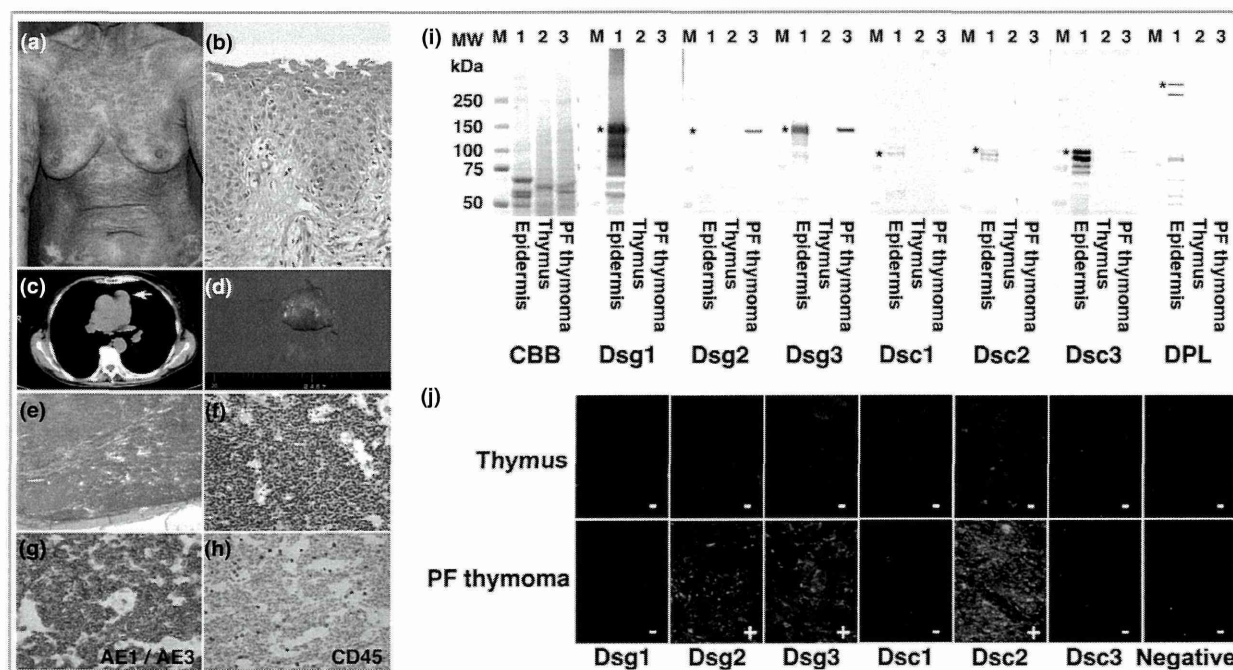 (a)
(b)
(c)
R
(d)
(e)
(f)
(g)
AE1 / AE3
(h)
CD45
(i)
MW
kDa
250
150
100
75
50
M 1 2 3
M 1 2 3
M 1 2 3
M 1 2 3
M 1 2 3
M 1 2 3
M 1 2 3
M 1 2 3
*
*
*
*
*
*
*
Epidermis
Thymus
PF thymoma
Epidermis
Thymus
PF thymoma
Epidermis
Thymus
PF thymoma
Epidermis
Thymus
PF thymoma
Epidermis
Thymus
PF thymoma
Epidermis
Thymus
PF thymoma
Epidermis
Thymus
PF thymoma
Epidermis
Thymus
PF thymoma
CBB Dsg1 Dsg2 Dsg3 Dsc1 Dsc2 Dsc3 DPL
(j)
Thymus
- - - - - - -
PF thymoma
- + + - + - -
Dsg1 Dsg2 Dsg3 Dsc1 Dsc2 Dsc3 Negative